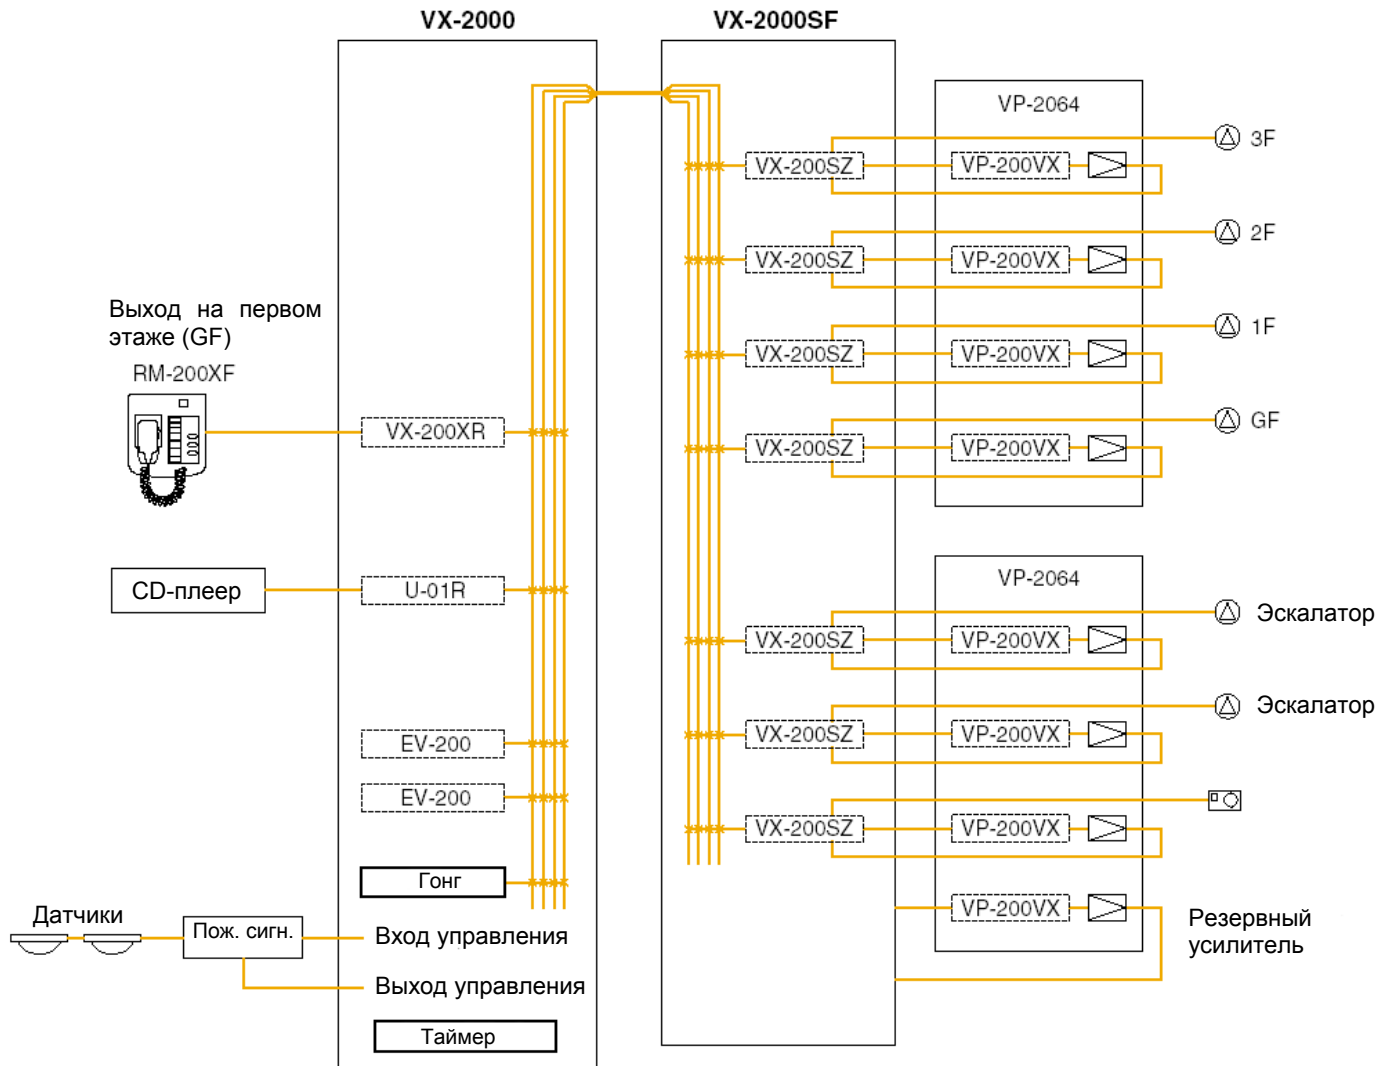 VX-2000
VX-2000SF
VP-2064
3F
VX-200SZ
VP-200VX
2F
VX-200SZ
VP-200VX
Выход на первом
этаже (GF)
1F
VX-200SZ
VP-200VX
RM-200XF
GF
VX-200XR
VX-200SZ
VP-200VX
VP-2064
CD-плеер
U-01R
Эскалатор
VX-200SZ
VP-200VX
Эскалатор
EV-200
VX-200SZ
VP-200VX
EV-200
VX-200SZ
VP-200VX
Гонг
VP-200VX
Датчики
Пож. сигн.
Вход управления
Резервный
усилитель
Выход управления
Таймер